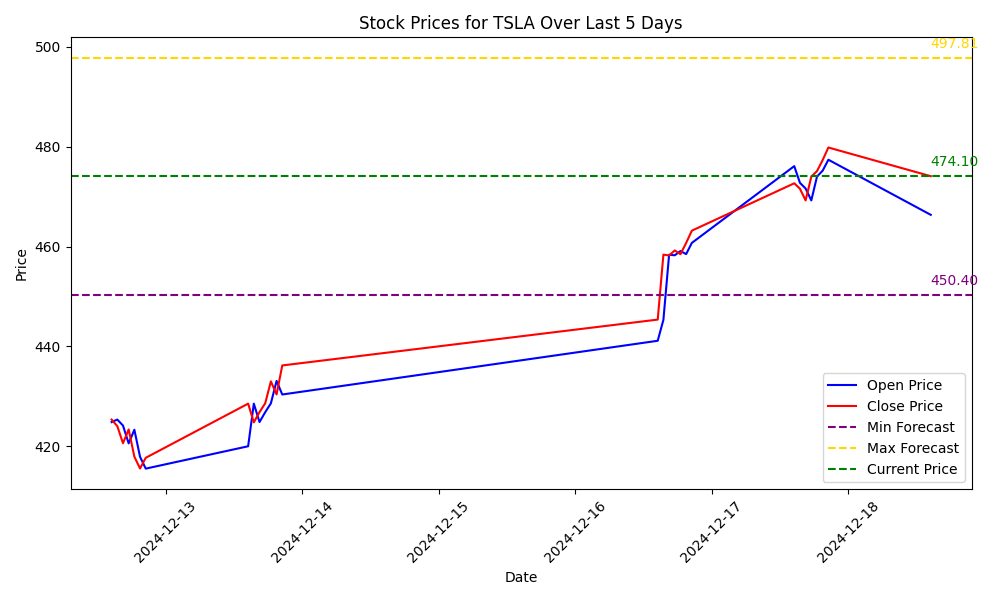 Stock Prices for TSLA Over Last 5 Days
Price
500
480
460
440
420
497.81
474.10
450.40
Open Price
Close Price
Min Forecast
Max Forecast
Current Price
2024-12-13
2024-12-14
2024-12-15
2024-12-16
2024-12-17
2024-12-18
Date